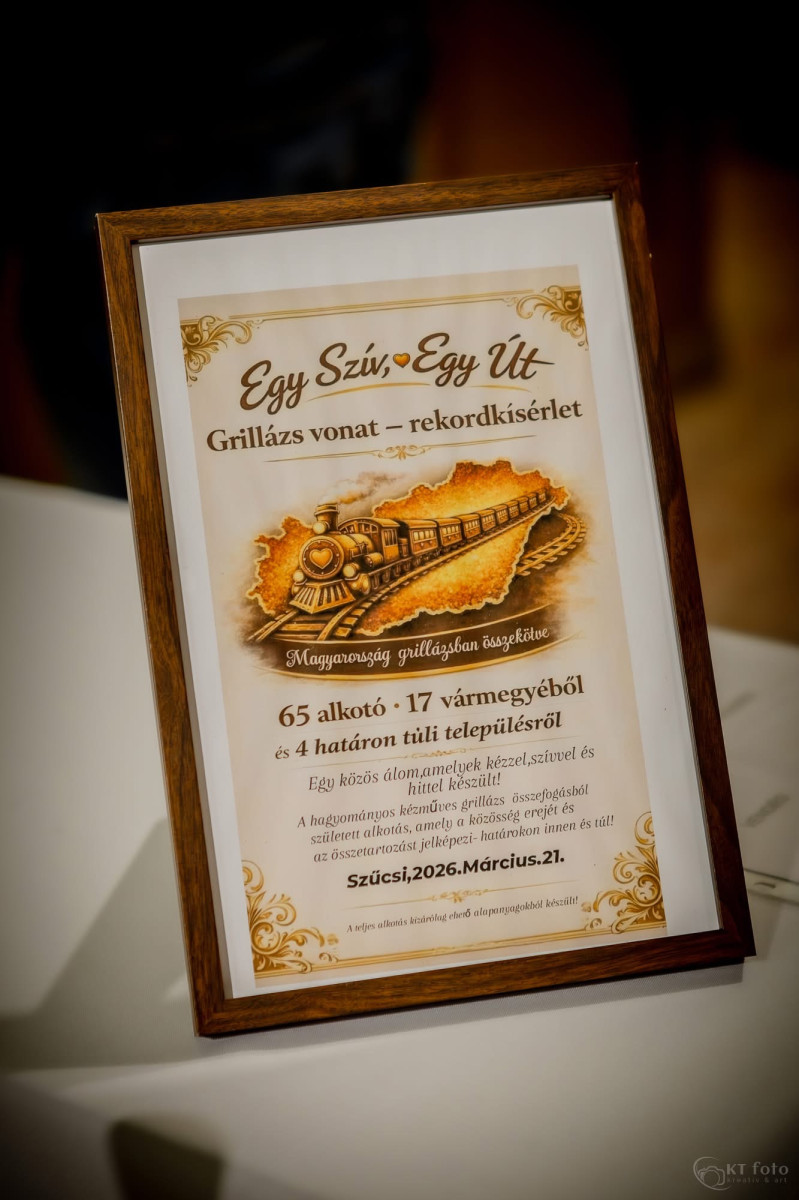 Egy Szív, Egy Út
Grillázs vonat – rekordkísérlet
Magyarország grillázsban összekötve
65 alkotó • 17 vármegyéből
és 4 határon túli településről
Egy közös álom,amelyek kézzel,szívvel és
hittel készült!
A hagyományos kézműves grillázs összefogásból
született alkotás, amely a közösség erejét és
az összetartozást jelképezi- határokon innen és túl!
Szűcsi,2026.Március.21.
A teljes alkotás kizárólag ehető alapanyagokból készült!
KT foto
kreatív & art